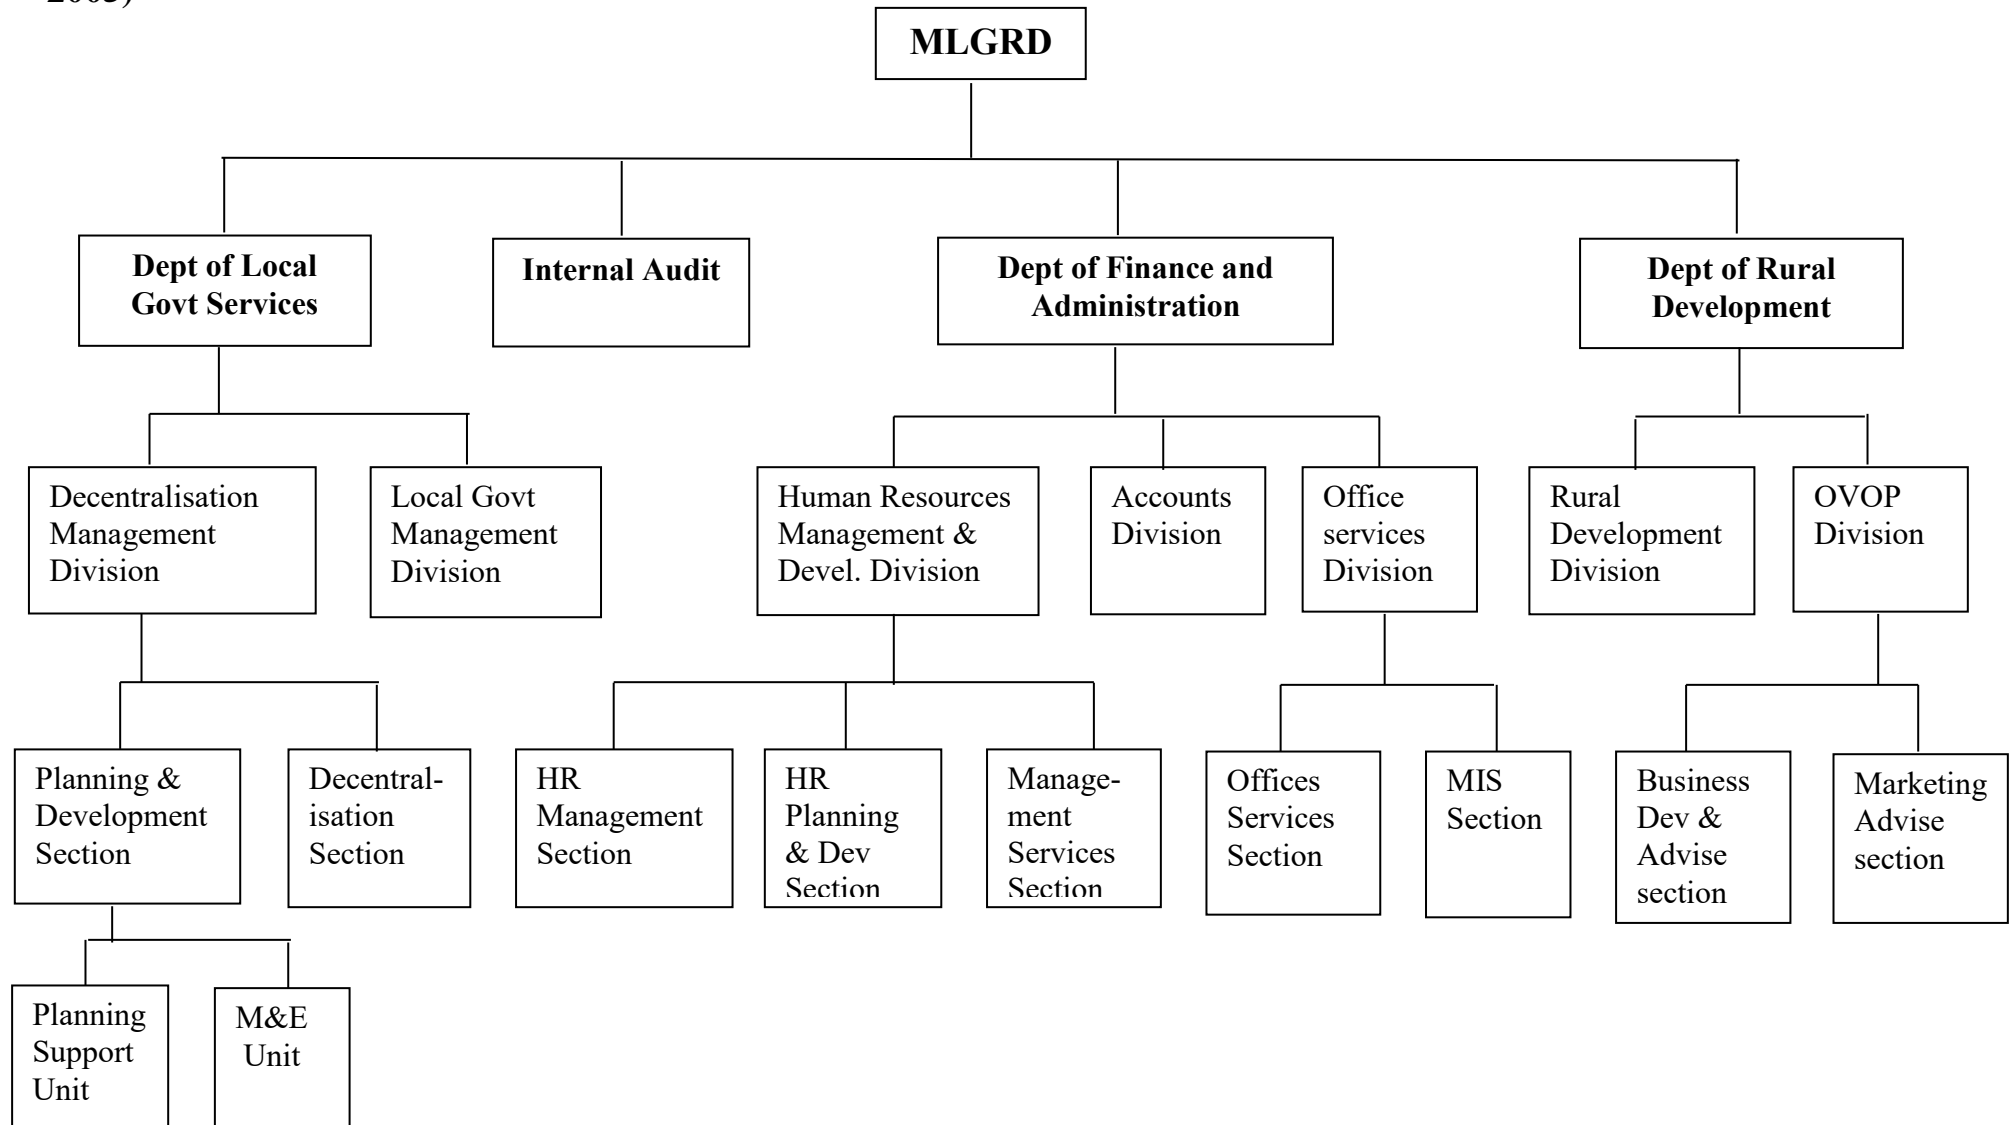 2005)
MLGRD
Dept of Local
Govt Services
Internal Audit
Dept of Finance and
Administration
Dept of Rural
Development
Decentralisation
Management
Division
Local Govt
Management
Division
Human Resources
Management &
Devel. Division
Accounts
Division
Office
services
Division
Rural
Development
Division
OVOP
Division
Planning &
Development
Section
Decentral-
isation
Section
HR
Management
Section
HR
Planning
& Dev
Section
Manage-
ment
Services
Section
Offices
Services
Section
MIS
Section
Business
Dev &
Advise
section
Marketing
Advise
section
Planning
Support
Unit
M&E
Unit